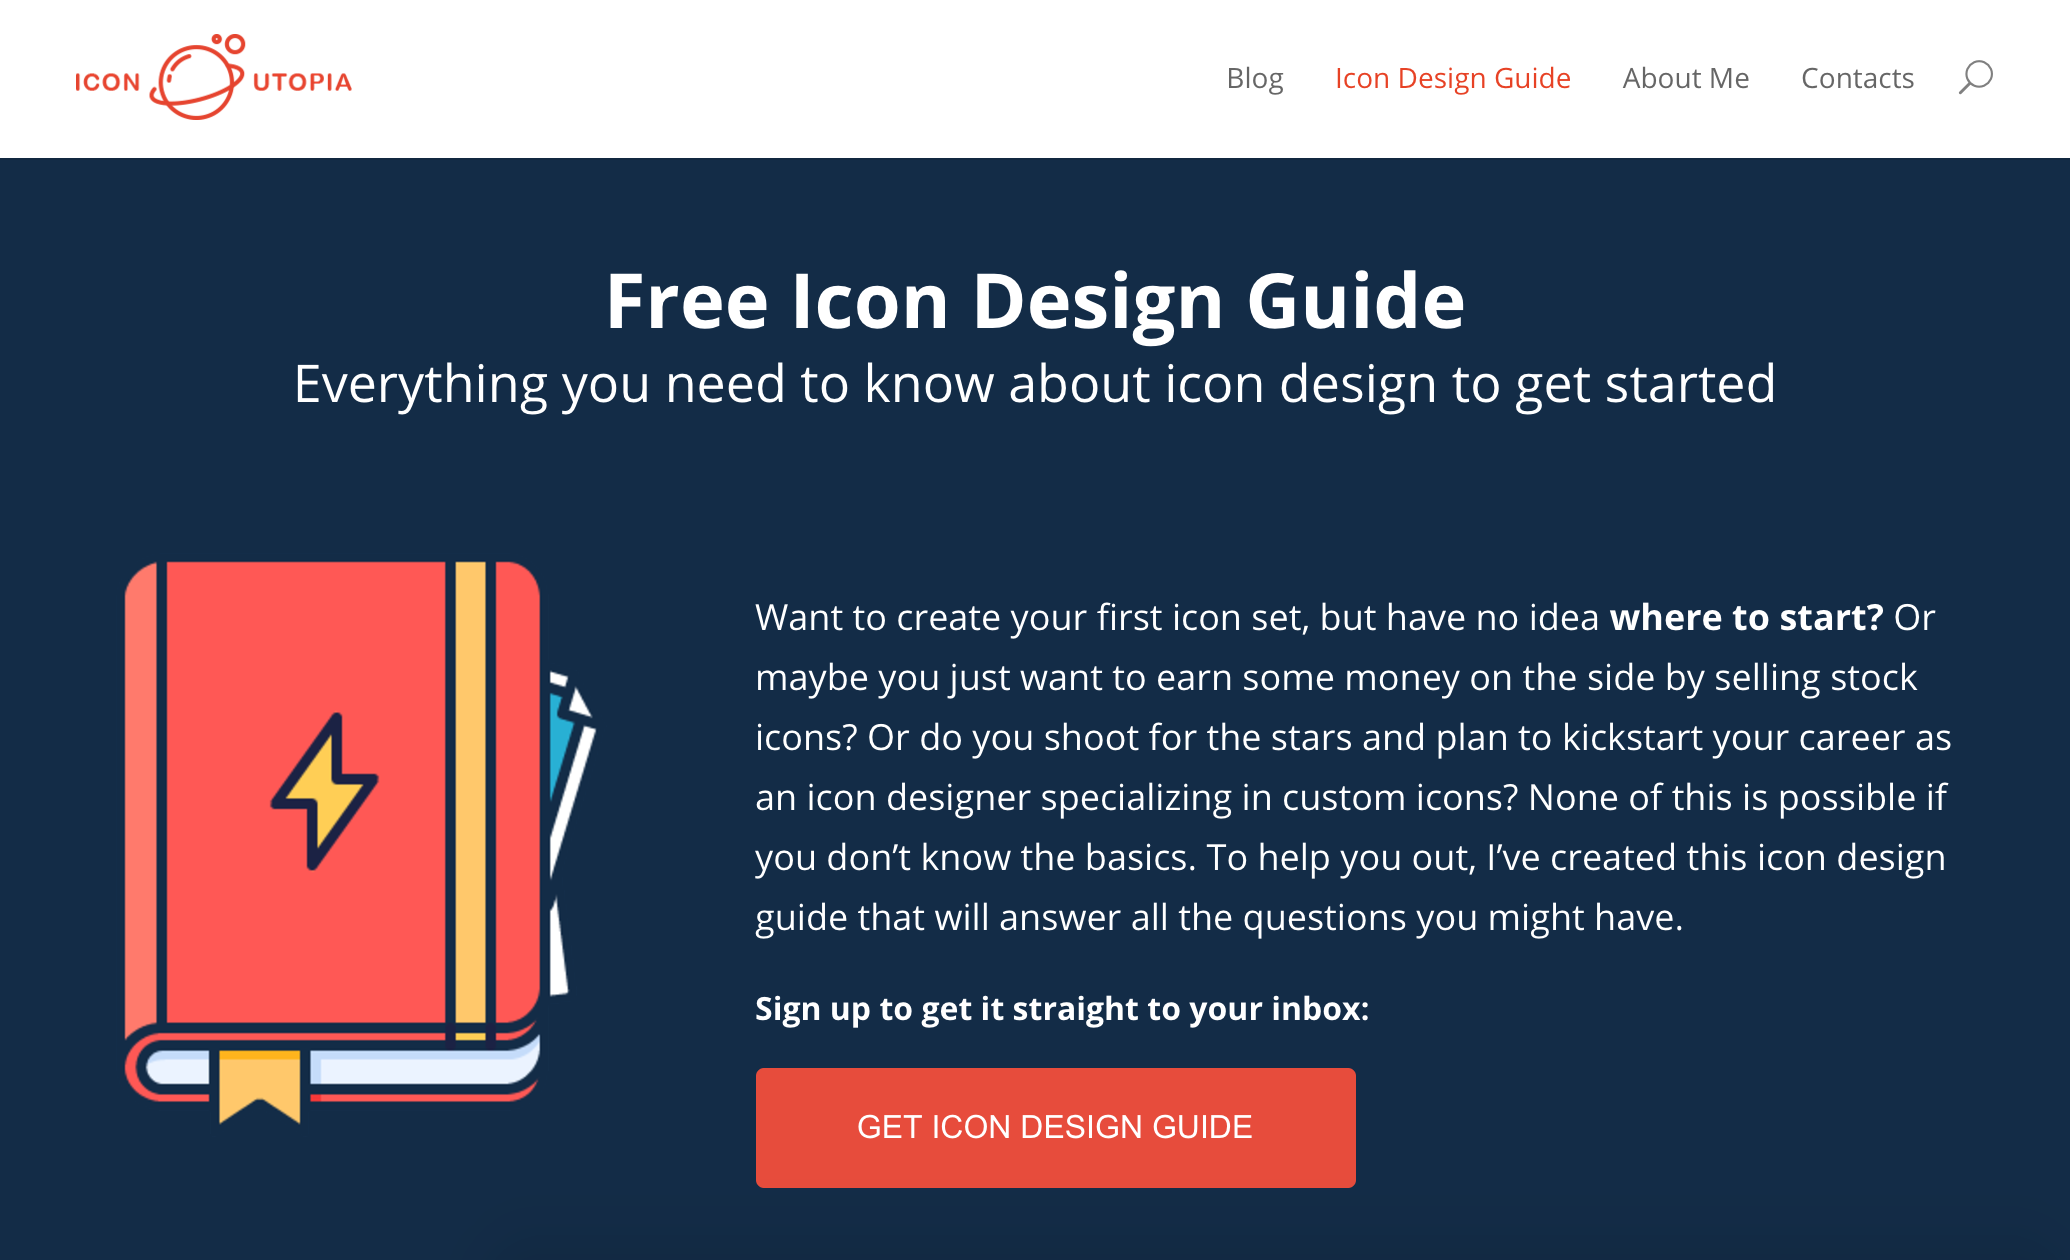 ICON UTOPIA
Blog Icon Design Guide About Me Contacts
Free Icon Design Guide
Everything you need to know about icon design to get started
Want to create your first icon set, but have no idea where to start? Or
maybe you just want to earn some money on the side by selling stock
icons? Or do you shoot for the stars and plan to kickstart your career as
an icon designer specializing in custom icons? None of this is possible if
you don’t know the basics. To help you out, I’ve created this icon design
guide that will answer all the questions you might have.
Sign up to get it straight to your inbox:
GET ICON DESIGN GUIDE